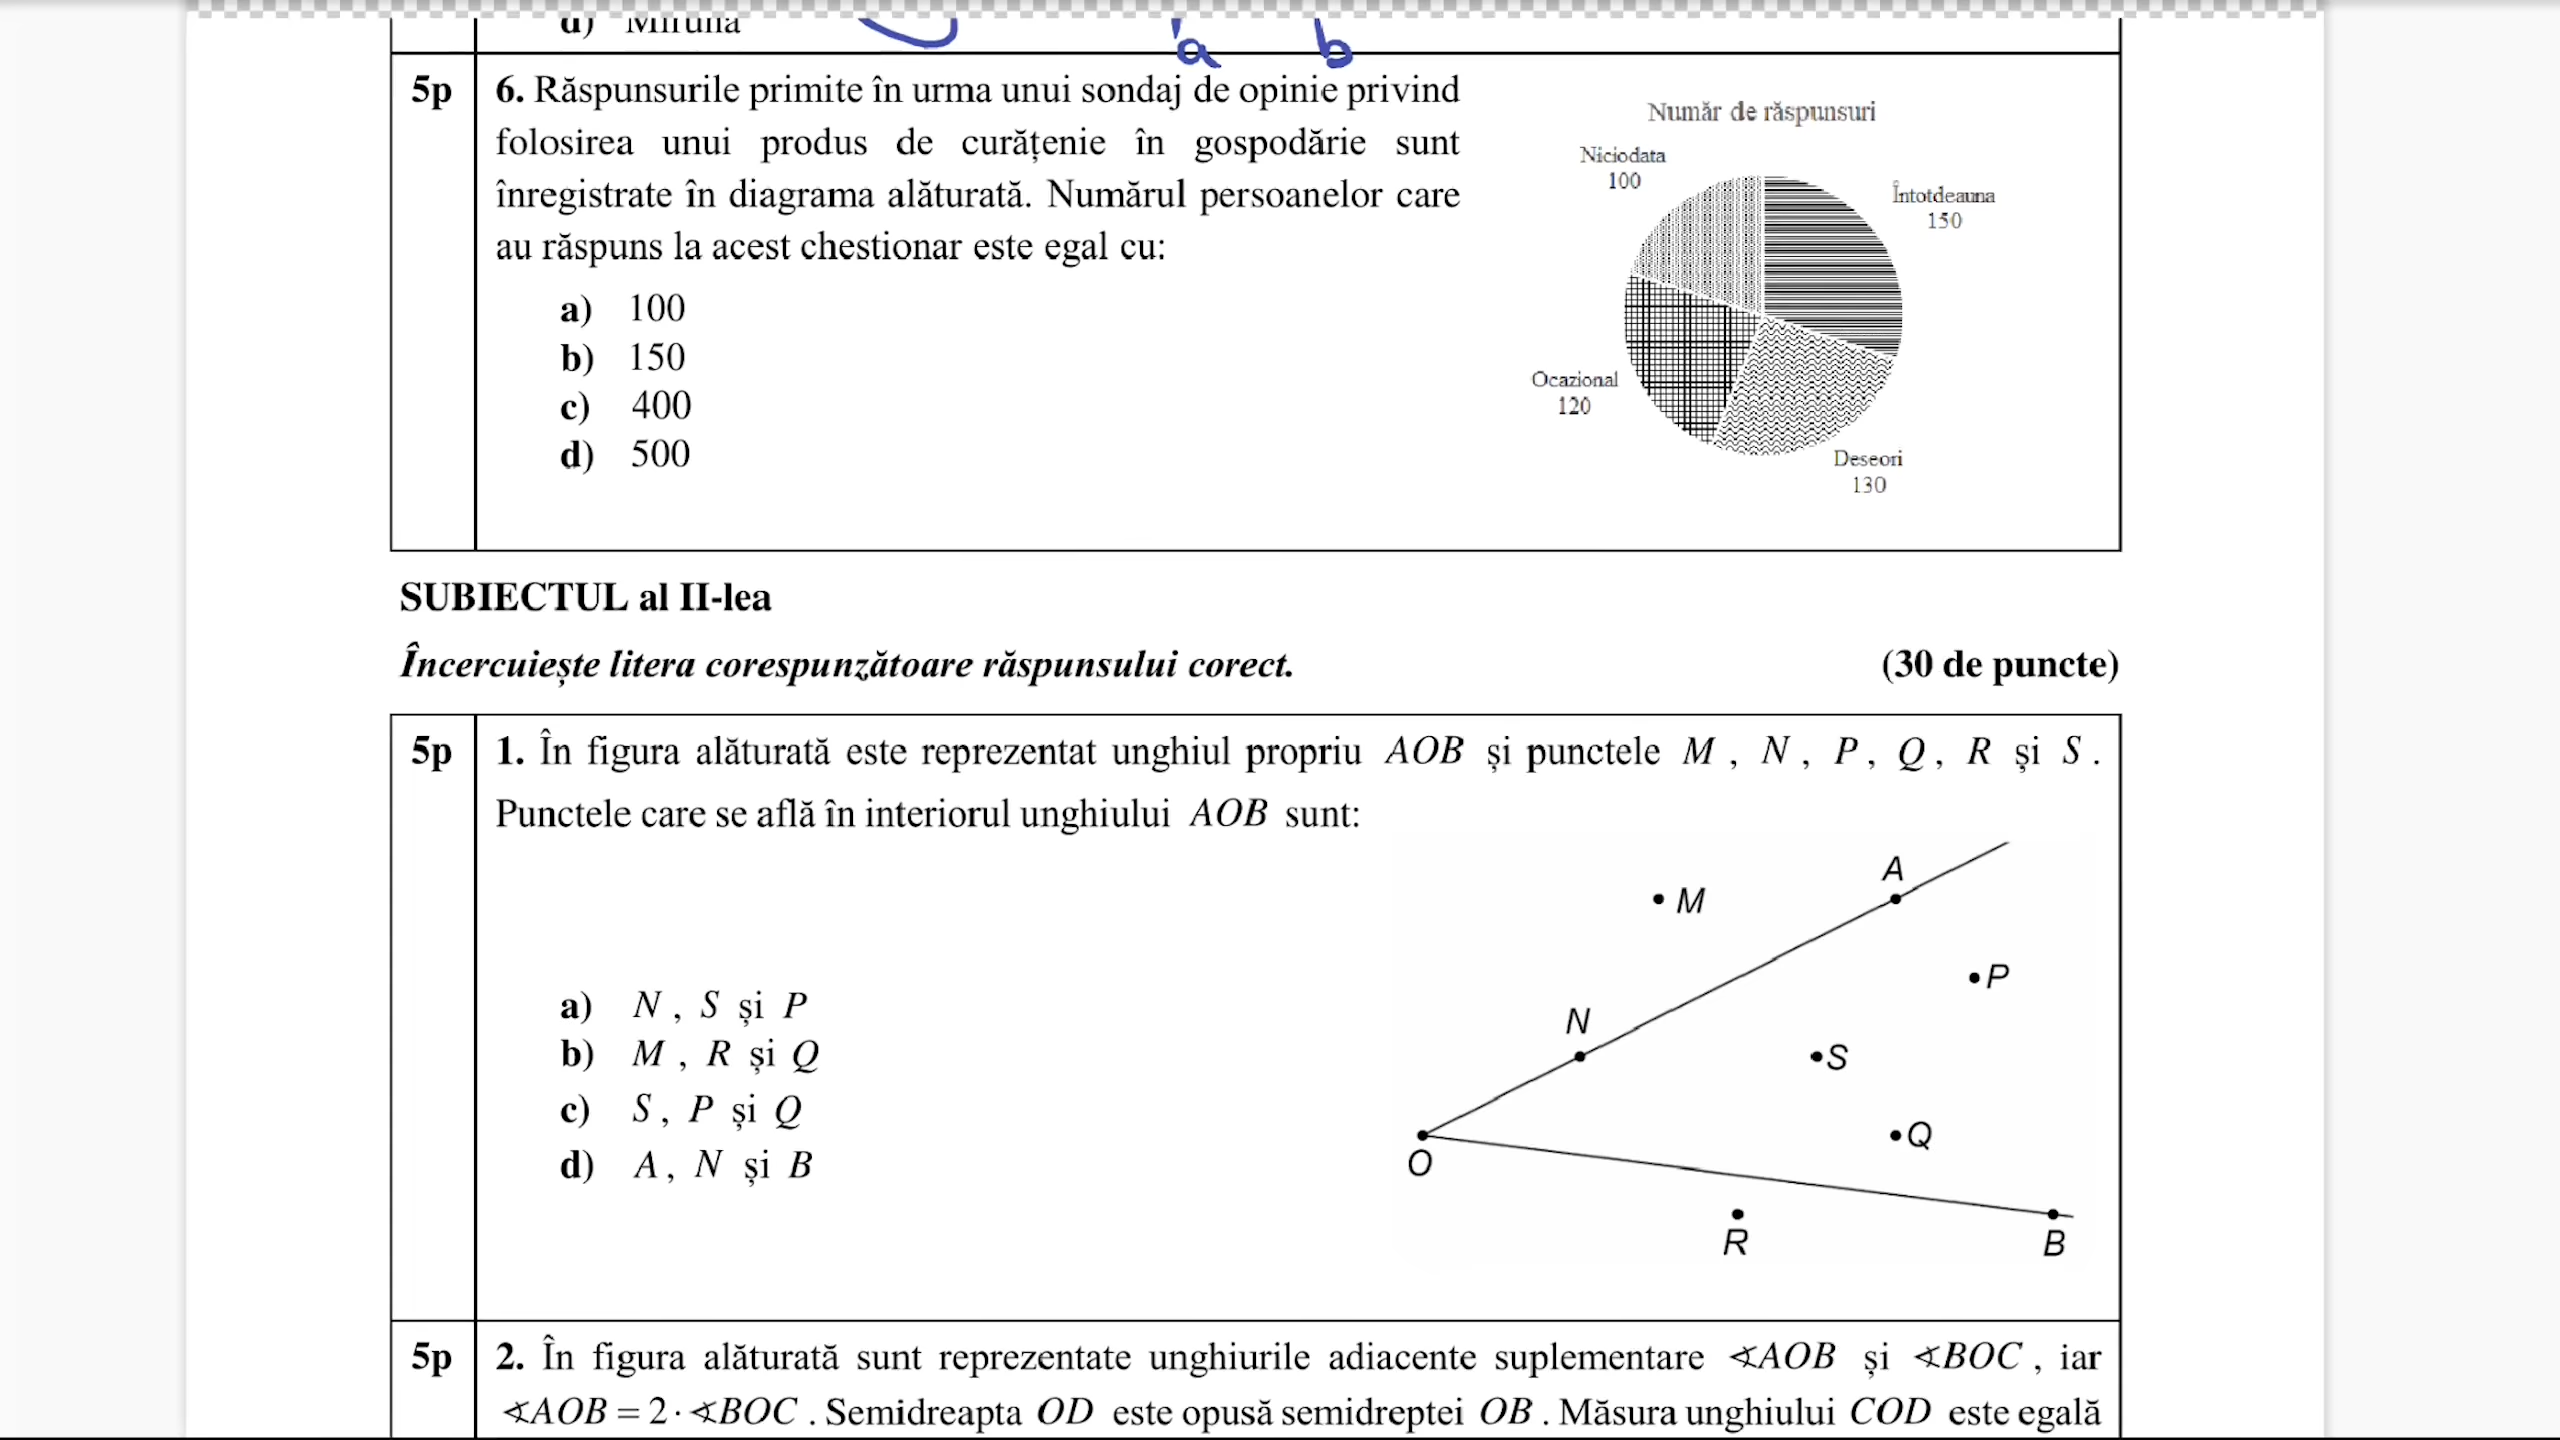 d) Miruna
a b
5p 6. Răspunsurile primite în urma unui sondaj de opinie privind
folosirea unui produs de curățenie în gospodărie sunt
înregistrate în diagrama alăturată. Numărul persoanelor care
au răspuns la acest chestionar este egal cu:
a) 100
b) 150
c) 400
d) 500
Număr de răspunsuri
Niciodata
100
Întotdeauna
150
Ocazional
120
Deseori
130
SUBIECTUL al II-lea
Încercuiește litera corespunzătoare răspunsului corect. (30 de puncte)
5p 1. În figura alăturată este reprezentat unghiul propriu AOB și punctele M , N , P , Q , R și S .
Punctele care se află în interiorul unghiului AOB sunt:
a) N , S și P
b) M , R și Q
c) S , P și Q
d) A , N și B
A
M
P
N
S
Q
O
R
B
5p 2. În figura alăturată sunt reprezentate unghiurile adiacente suplementare ∢AOB și ∢BOC , iar
∢AOB = 2 · ∢BOC . Semidreapta OD este opusă semidreptei OB . Măsura unghiului COD este egală